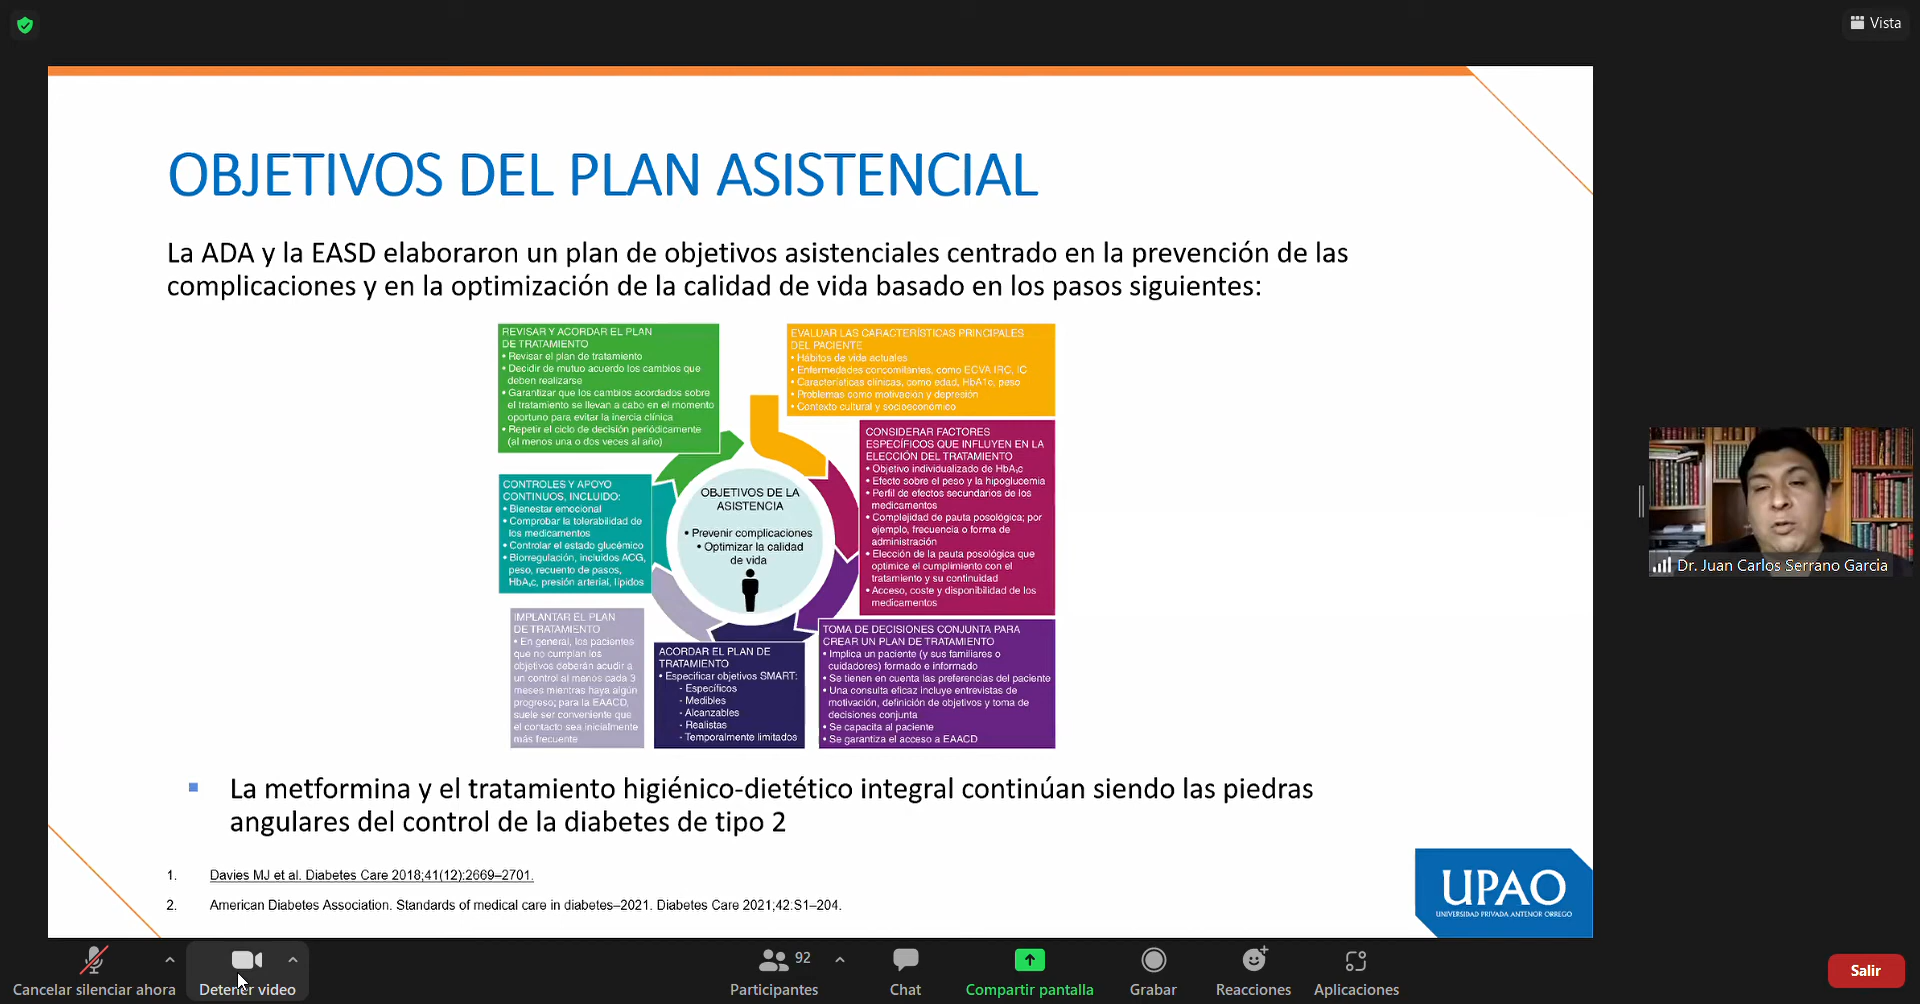 Vista
OBJETIVOS DEL PLAN ASISTENCIAL
La ADA y la EASD elaboraron un plan de objetivos asistenciales centrado en la prevención de las
complicaciones y en la optimización de la calidad de vida basado en los pasos siguientes:
REVISAR Y ACORDAR EL PLAN
DE TRATAMIENTO
• Revisar el plan de tratamiento
• Decidir de mutuo acuerdo los cambios que
deben realizarse
• Garantizar que los cambios acordados sobre
el tratamiento se llevan a cabo en el momento
oportuno para evitar la inercia clínica
• Repetir el ciclo de decisión periódicamente
(al menos una o dos veces al año)
EVALUAR LAS CARACTERÍSTICAS PRINCIPALES
DEL PACIENTE
• Hábitos de vida actuales
• Enfermedades concomitantes, como ECVA IRC, IC
• Características clínicas, como edad, HbA1c, peso
• Problemas como motivación y depresión
• Contexto cultural y socioeconómico
CONSIDERAR FACTORES
ESPECÍFICOS QUE INFLUYEN EN LA
ELECCIÓN DEL TRATAMIENTO
• Objetivo individualizado de HbA₁c
• Efecto sobre el peso y la hipoglucemia
• Perfil de efectos secundarios de los
medicamentos
• Complejidad de pauta posológica; por
ejemplo, frecuencia o forma de
administración
• Elección de la pauta posológica que
optimice el cumplimiento con el
tratamiento y su continuidad
• Acceso, coste y disponibilidad de los
medicamentos
CONTROLES Y APOYO
CONTINUOS, INCLUIDO:
• Bienestar emocional
• Comprobar la tolerabilidad de
los medicamentos
• Controlar el estado glucémico
• Biorregulación, incluidos ACG,
peso, recuento de pasos,
HbA₁c, presión arterial, lípidos
OBJETIVOS DE LA
ASISTENCIA
• Prevenir complicaciones
• Optimizar la calidad
de vida
IMPLANTAR EL PLAN
DE TRATAMIENTO
• En general, los pacientes
que no cumplan los
objetivos deberán acudir a
un control al menos cada 3
meses mientras haya algún
progreso; para la EAACD,
suele ser conveniente que
el contacto sea inicialmente
más frecuente
ACORDAR EL PLAN DE
TRATAMIENTO
• Especificar objetivos SMART:
- Específicos
- Medibles
- Alcanzables
- Realistas
- Temporalmente limitados
TOMA DE DECISIONES CONJUNTA PARA
CREAR UN PLAN DE TRATAMIENTO
• Implica un paciente (y sus familiares o
cuidadores) formado e informado
• Se tienen en cuenta las preferencias del paciente
• Una consulta eficaz incluye entrevistas de
motivación, definición de objetivos y toma de
decisiones conjunta
• Se capacita al paciente
• Se garantiza el acceso a EAACD
La metformina y el tratamiento higiénico-dietético integral continúan siendo las piedras
angulares del control de la diabetes de tipo 2
1. Davies MJ et al. Diabetes Care 2018;41(12):2669–2701.
2. American Diabetes Association. Standards of medical care in diabetes–2021. Diabetes Care 2021;42:S1–204.
UPAO
UNIVERSIDAD PRIVADA ANTENOR ORREGO
Dr. Juan Carlos Serrano Garcia
Cancelar silenciar ahora
Detener video
92
Participantes
Chat
Compartir pantalla
Grabar
Reacciones
Aplicaciones
Salir